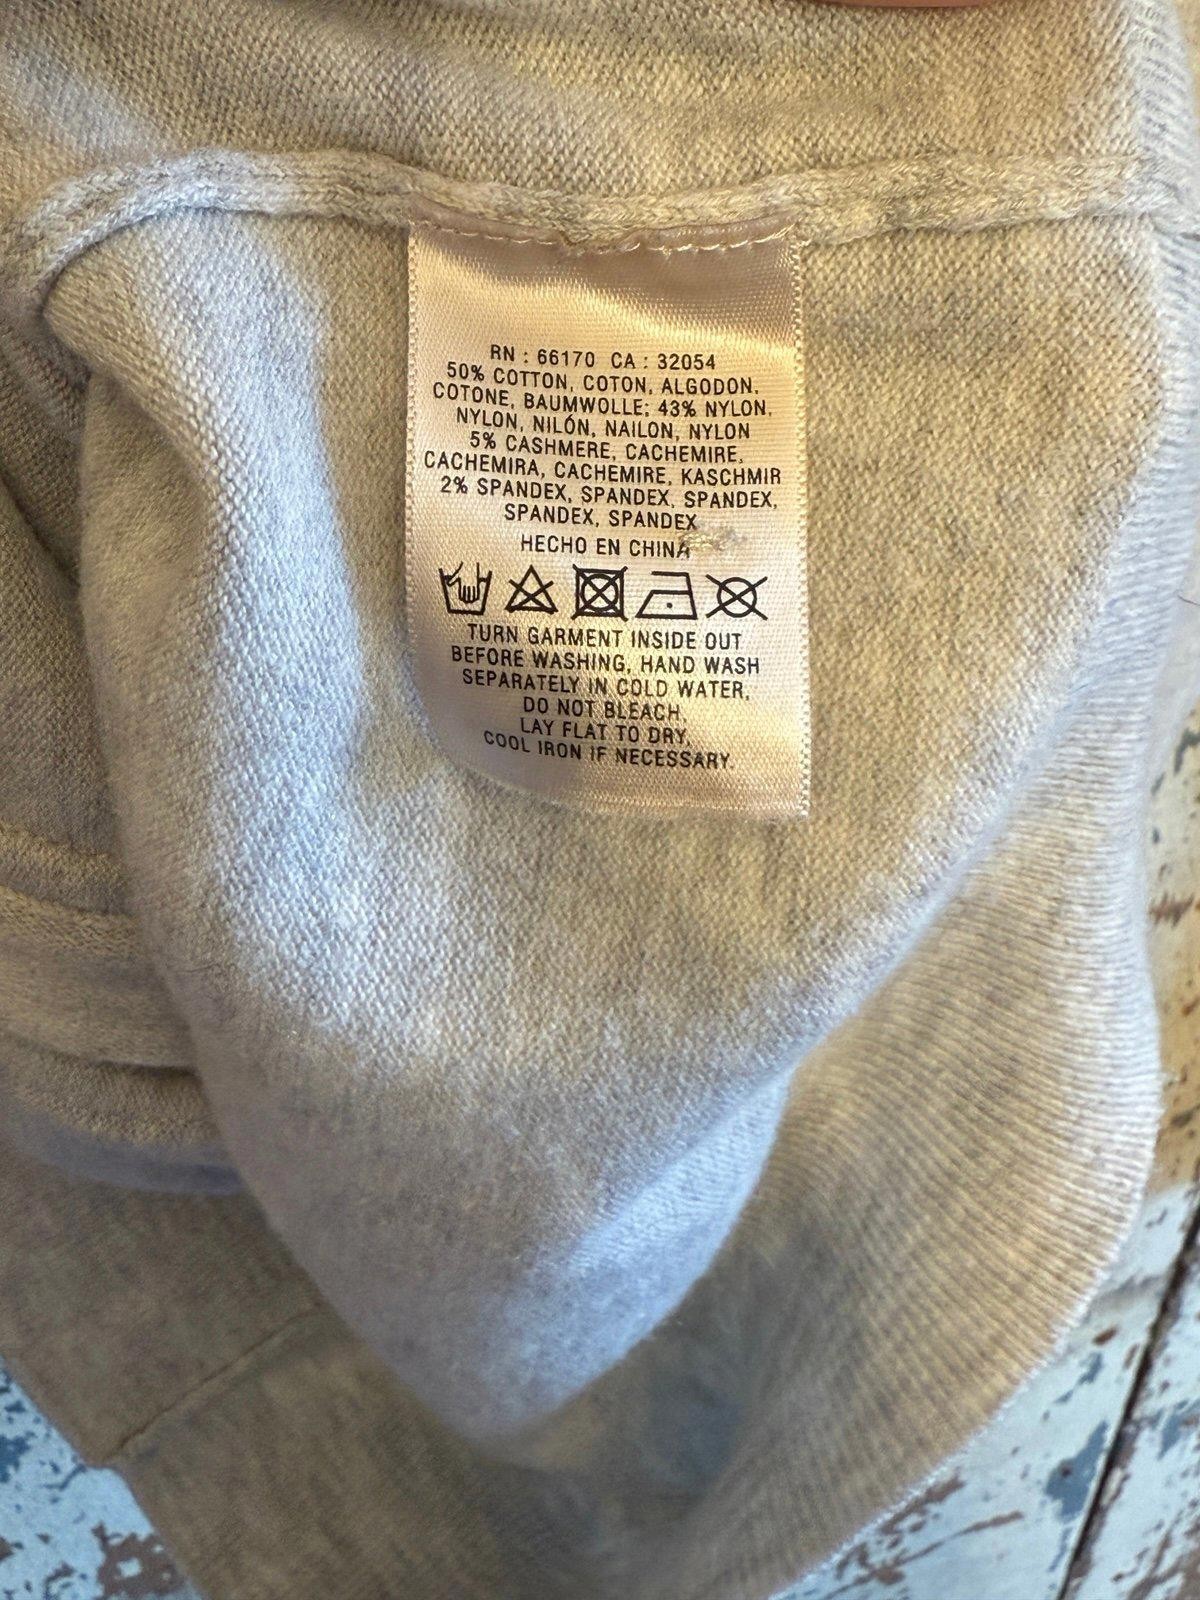 RN : 66170 CA : 32054
50% COTTON, COTON, ALGODON,
COTONE, BAUMWOLLE; 43% NYLON,
NYLON, NILÓN, NAILON, NYLON
5% CASHMERE, CACHEMIRE,
CACHEMIRA, CACHEMIRE, KASCHMIR
2% SPANDEX, SPANDEX, SPANDEX,
SPANDEX, SPANDEX
HECHO EN CHINA
TURN GARMENT INSIDE OUT
BEFORE WASHING, HAND WASH
SEPARATELY IN COLD WATER,
DO NOT BLEACH,
LAY FLAT TO DRY,
COOL IRON IF NECESSARY.